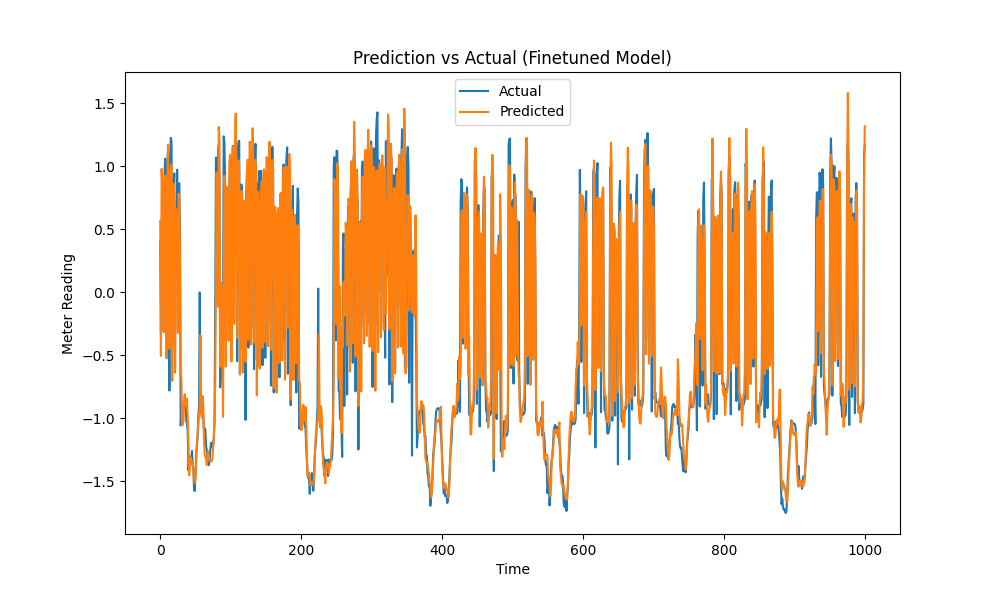 Prediction vs Actual (Finetuned Model)
Actual
Predicted
1.5
1.0
0.5
0.0
−0.5
−1.0
−1.5
Meter Reading
0 200 400 600 800 1000
Time